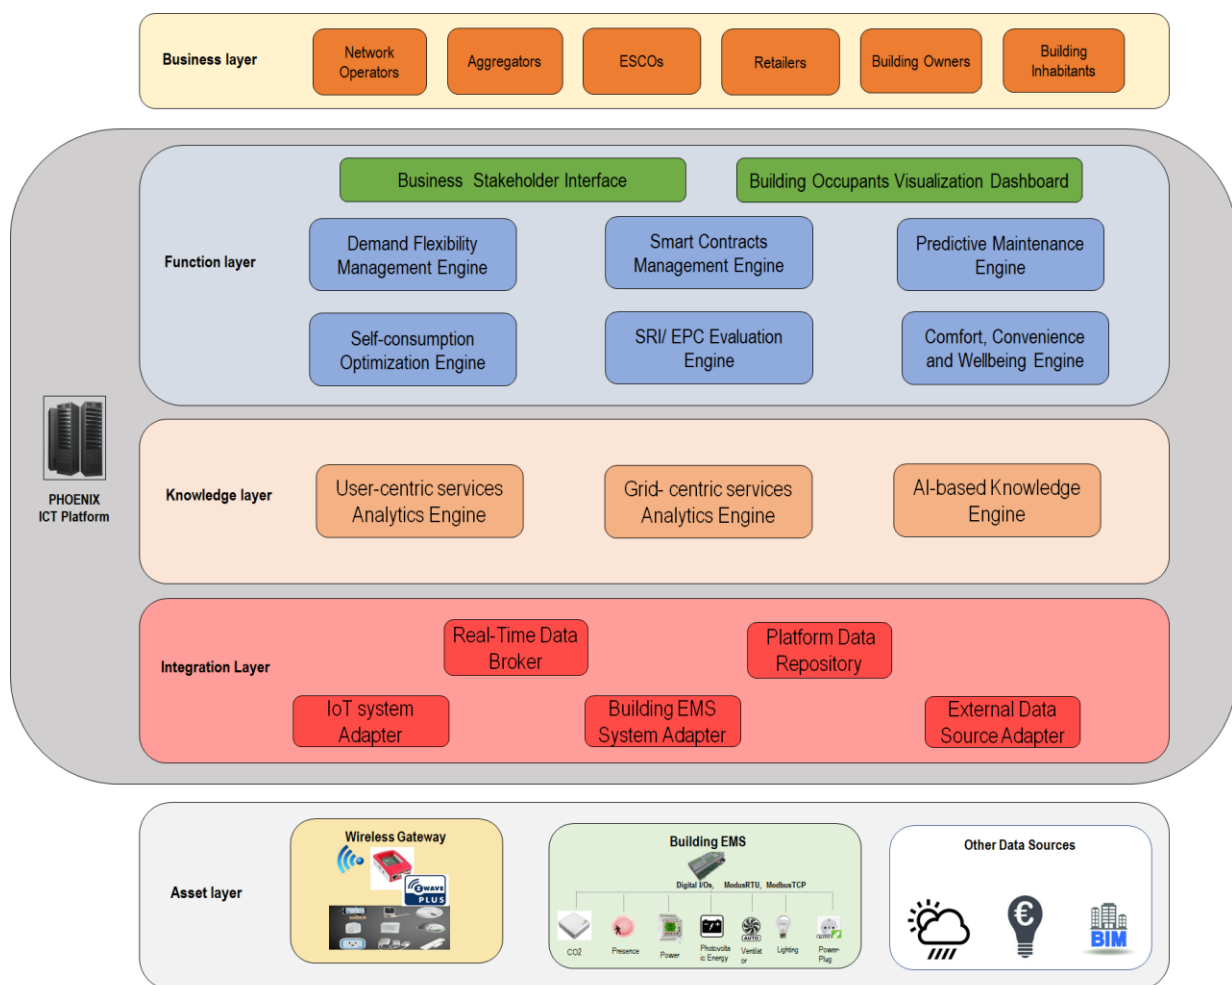 Business layer
Network
Operators
Aggregators
ESCOs
Retailers
Building Owners
Building
Inhabitants
Business Stakeholder Interface
Building Occupants Visualization Dashboard
Function layer
Demand Flexibility
Management Engine
Smart Contracts
Management Engine
Predictive Maintenance
Engine
Self-consumption
Optimization Engine
SRI/ EPC Evaluation
Engine
Comfort, Convenience
and Wellbeing Engine
PHOENIX
ICT Platform
Knowledge layer
User-centric services
Analytics Engine
Grid- centric services
Analytics Engine
AI-based Knowledge
Engine
Integration Layer
Real-Time Data
Broker
Platform Data
Repository
IoT system
Adapter
Building EMS
System Adapter
External Data
Source Adapter
Asset layer
Wireless Gateway
WAVE
PLUS
Building EMS
Digital I/Os, ModusRTU, ModbusTCP
CO2
Presence
Power
Photovolta
ic Energy
AUTO
Ventilat
or
Lighting
Power-
Plug
Other Data Sources
€
BIM